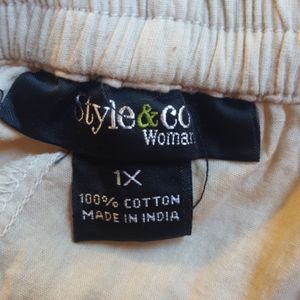 Style&co
Woman
1X
100% COTTON
MADE IN INDIA